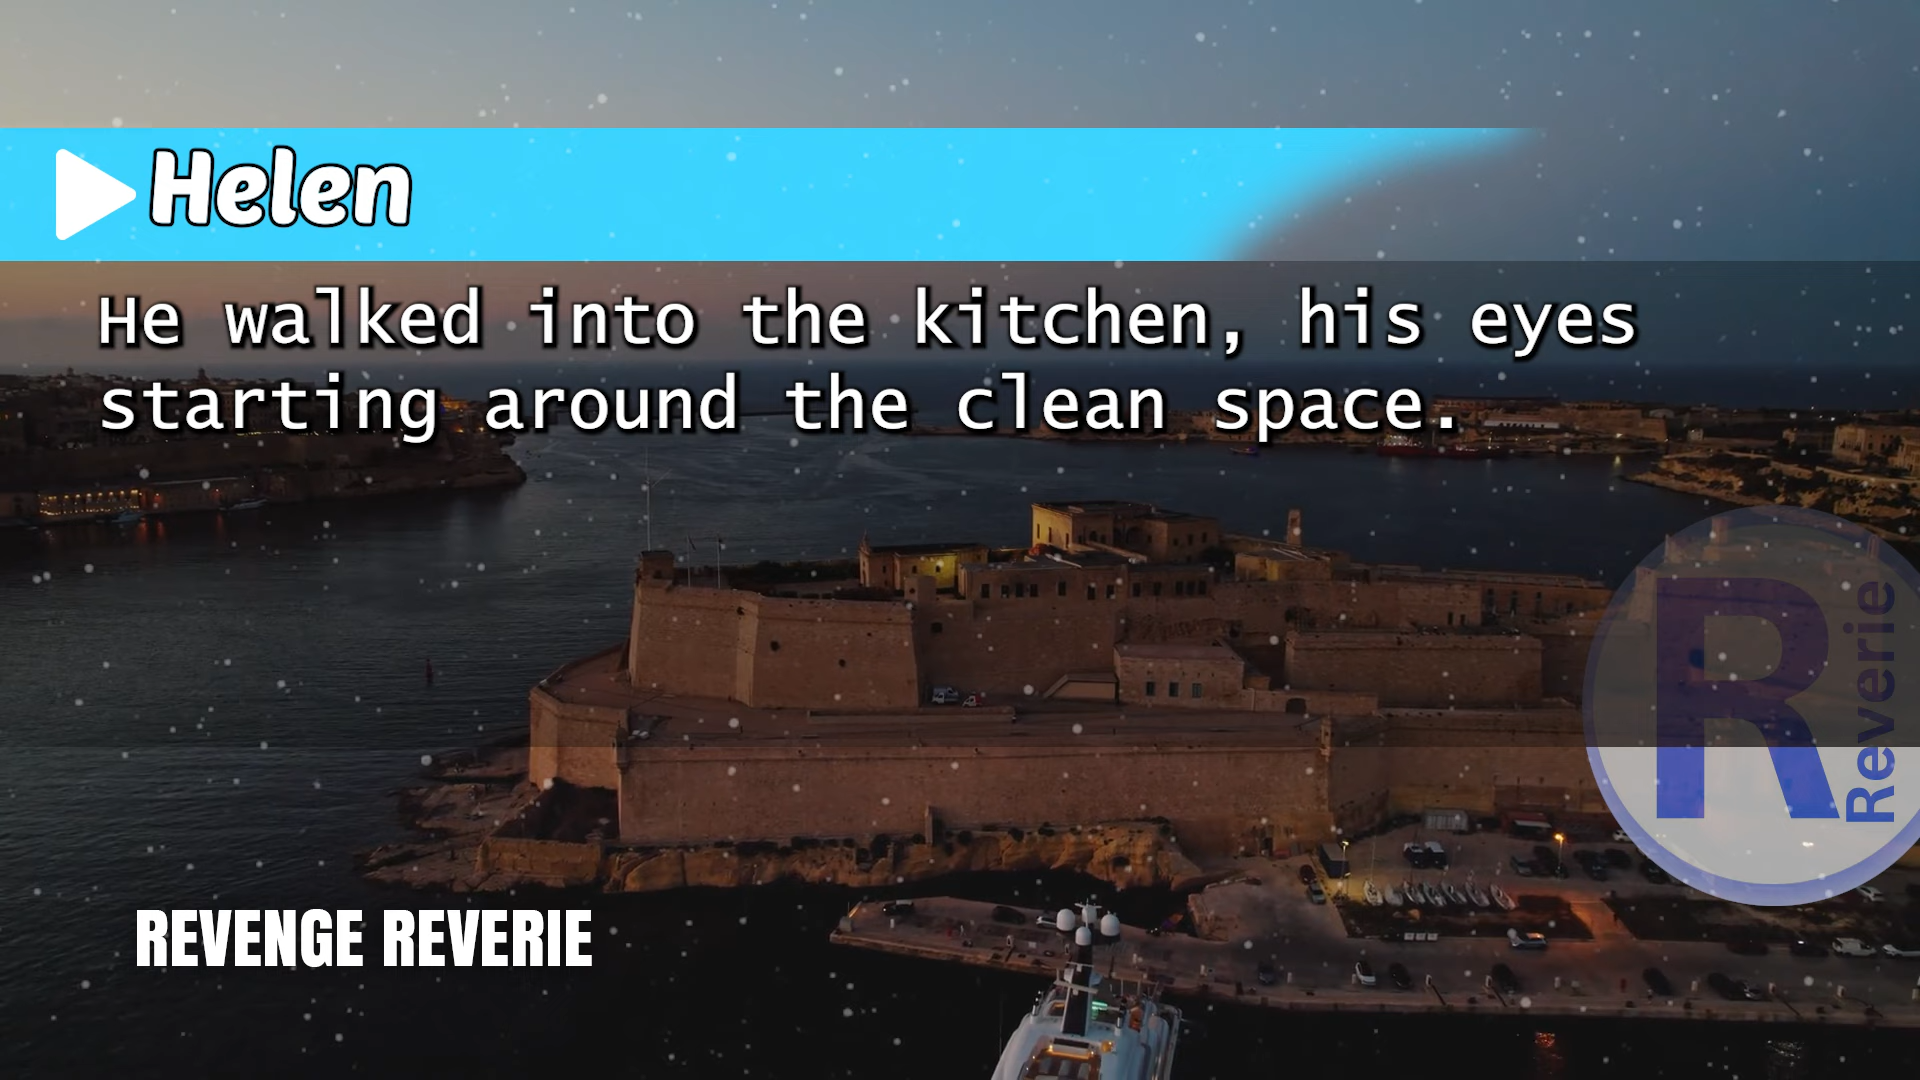 Helen
He walked into the kitchen, his eyes
starting around the clean space.
R
Reverie
REVENGE REVERIE